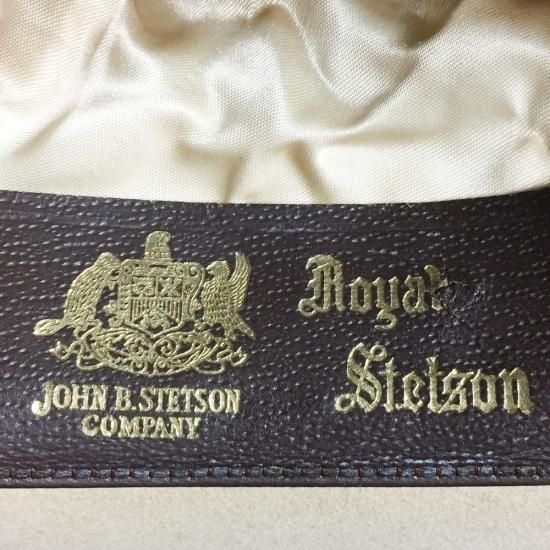 JOHN B. STETSON
COMPANY
Royal
Stetson